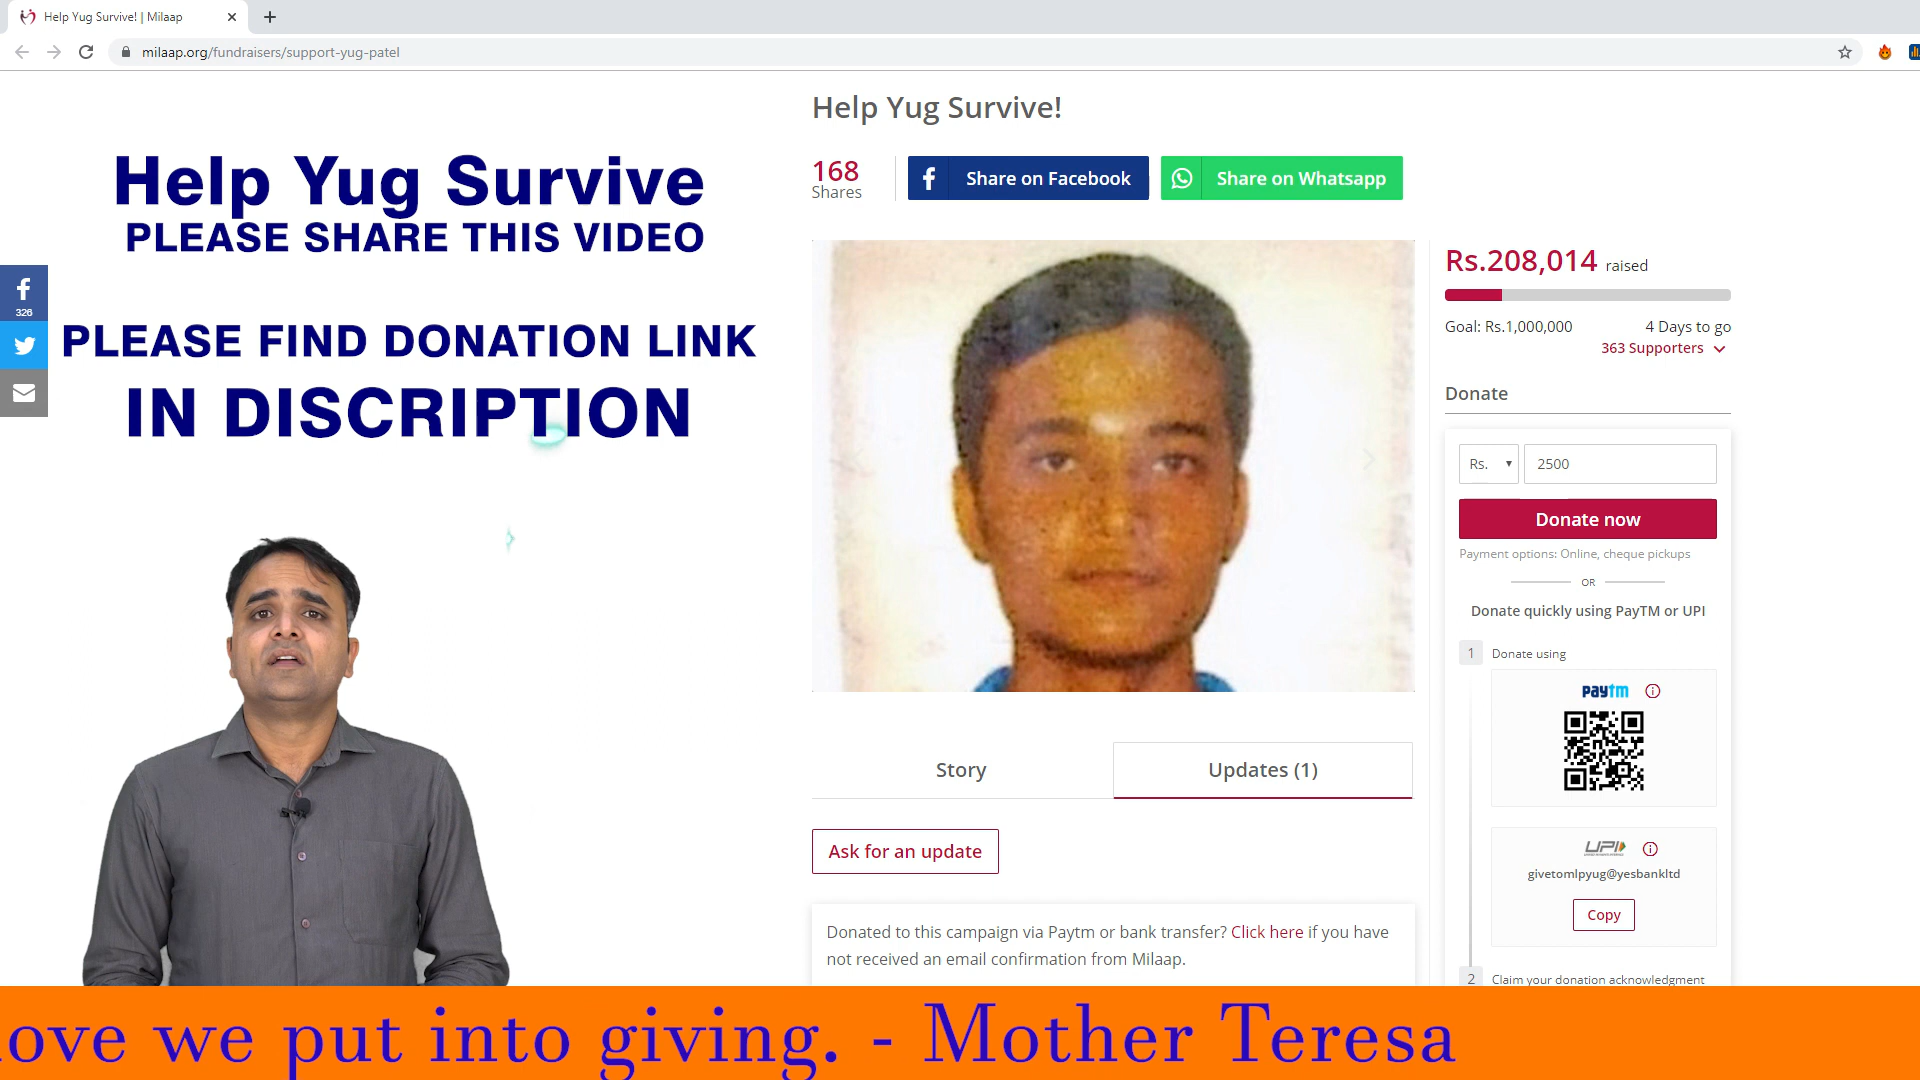 Help Yug Survive! | Milaap
milaap.org/fundraisers/support-yug-patel
Help Yug Survive
PLEASE SHARE THIS VIDEO
PLEASE FIND DONATION LINK
IN DISCRIPTION
326
Help Yug Survive!
168
Shares
Share on Facebook
Share on Whatsapp
Rs.208,014 raised
Goal: Rs.1,000,000
4 Days to go
363 Supporters
Donate
Rs.
2500
Donate now
Payment options: Online, cheque pickups
OR
Donate quickly using PayTM or UPI
1 Donate using
paytm
UPI
givetomlpyug@yesbankltd
Copy
2 Claim your donation acknowledgment
Story
Updates (1)
Ask for an update
Donated to this campaign via Paytm or bank transfer? Click here if you have
not received an email confirmation from Milaap.
ove we put into giving. - Mother Teresa